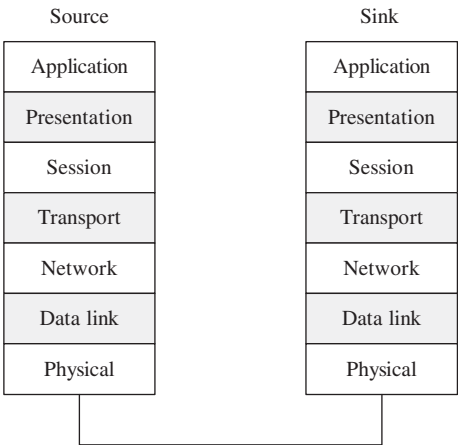 Source
Sink
Application
Application
Presentation
Presentation
Session
Session
Transport
Transport
Network
Network
Data link
Data link
Physical
Physical